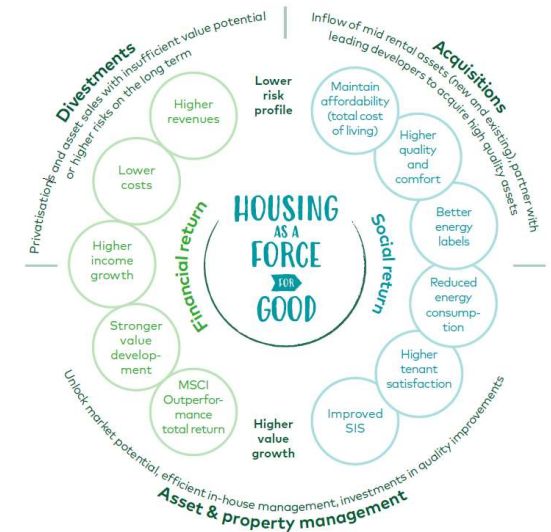 Divestments
Privatisations and asset sales with insufficient value potential
or higher risks on the long term
Acquisitions
Inflow of mid rental assets (new and existing), partner with
leading developers to acquire high quality assets
Lower
risk
profile
Higher
revenues
Lower
costs
Higher
income
growth
Stronger
value
develop-
ment
MSCI
Outperfor-
mance
total return
Financial return
HOUSING
AS A
FORCE
FOR
GOOD
Social return
Maintain
affordability
(total cost
of living)
Higher
quality
and
comfort
Better
energy
labels
Reduced
energy
consump-
tion
Higher
tenant
satisfaction
Improved
SIS
Higher
value
growth
Unlock market potential, efficient in-house management, investments in quality improvements
Asset & property management